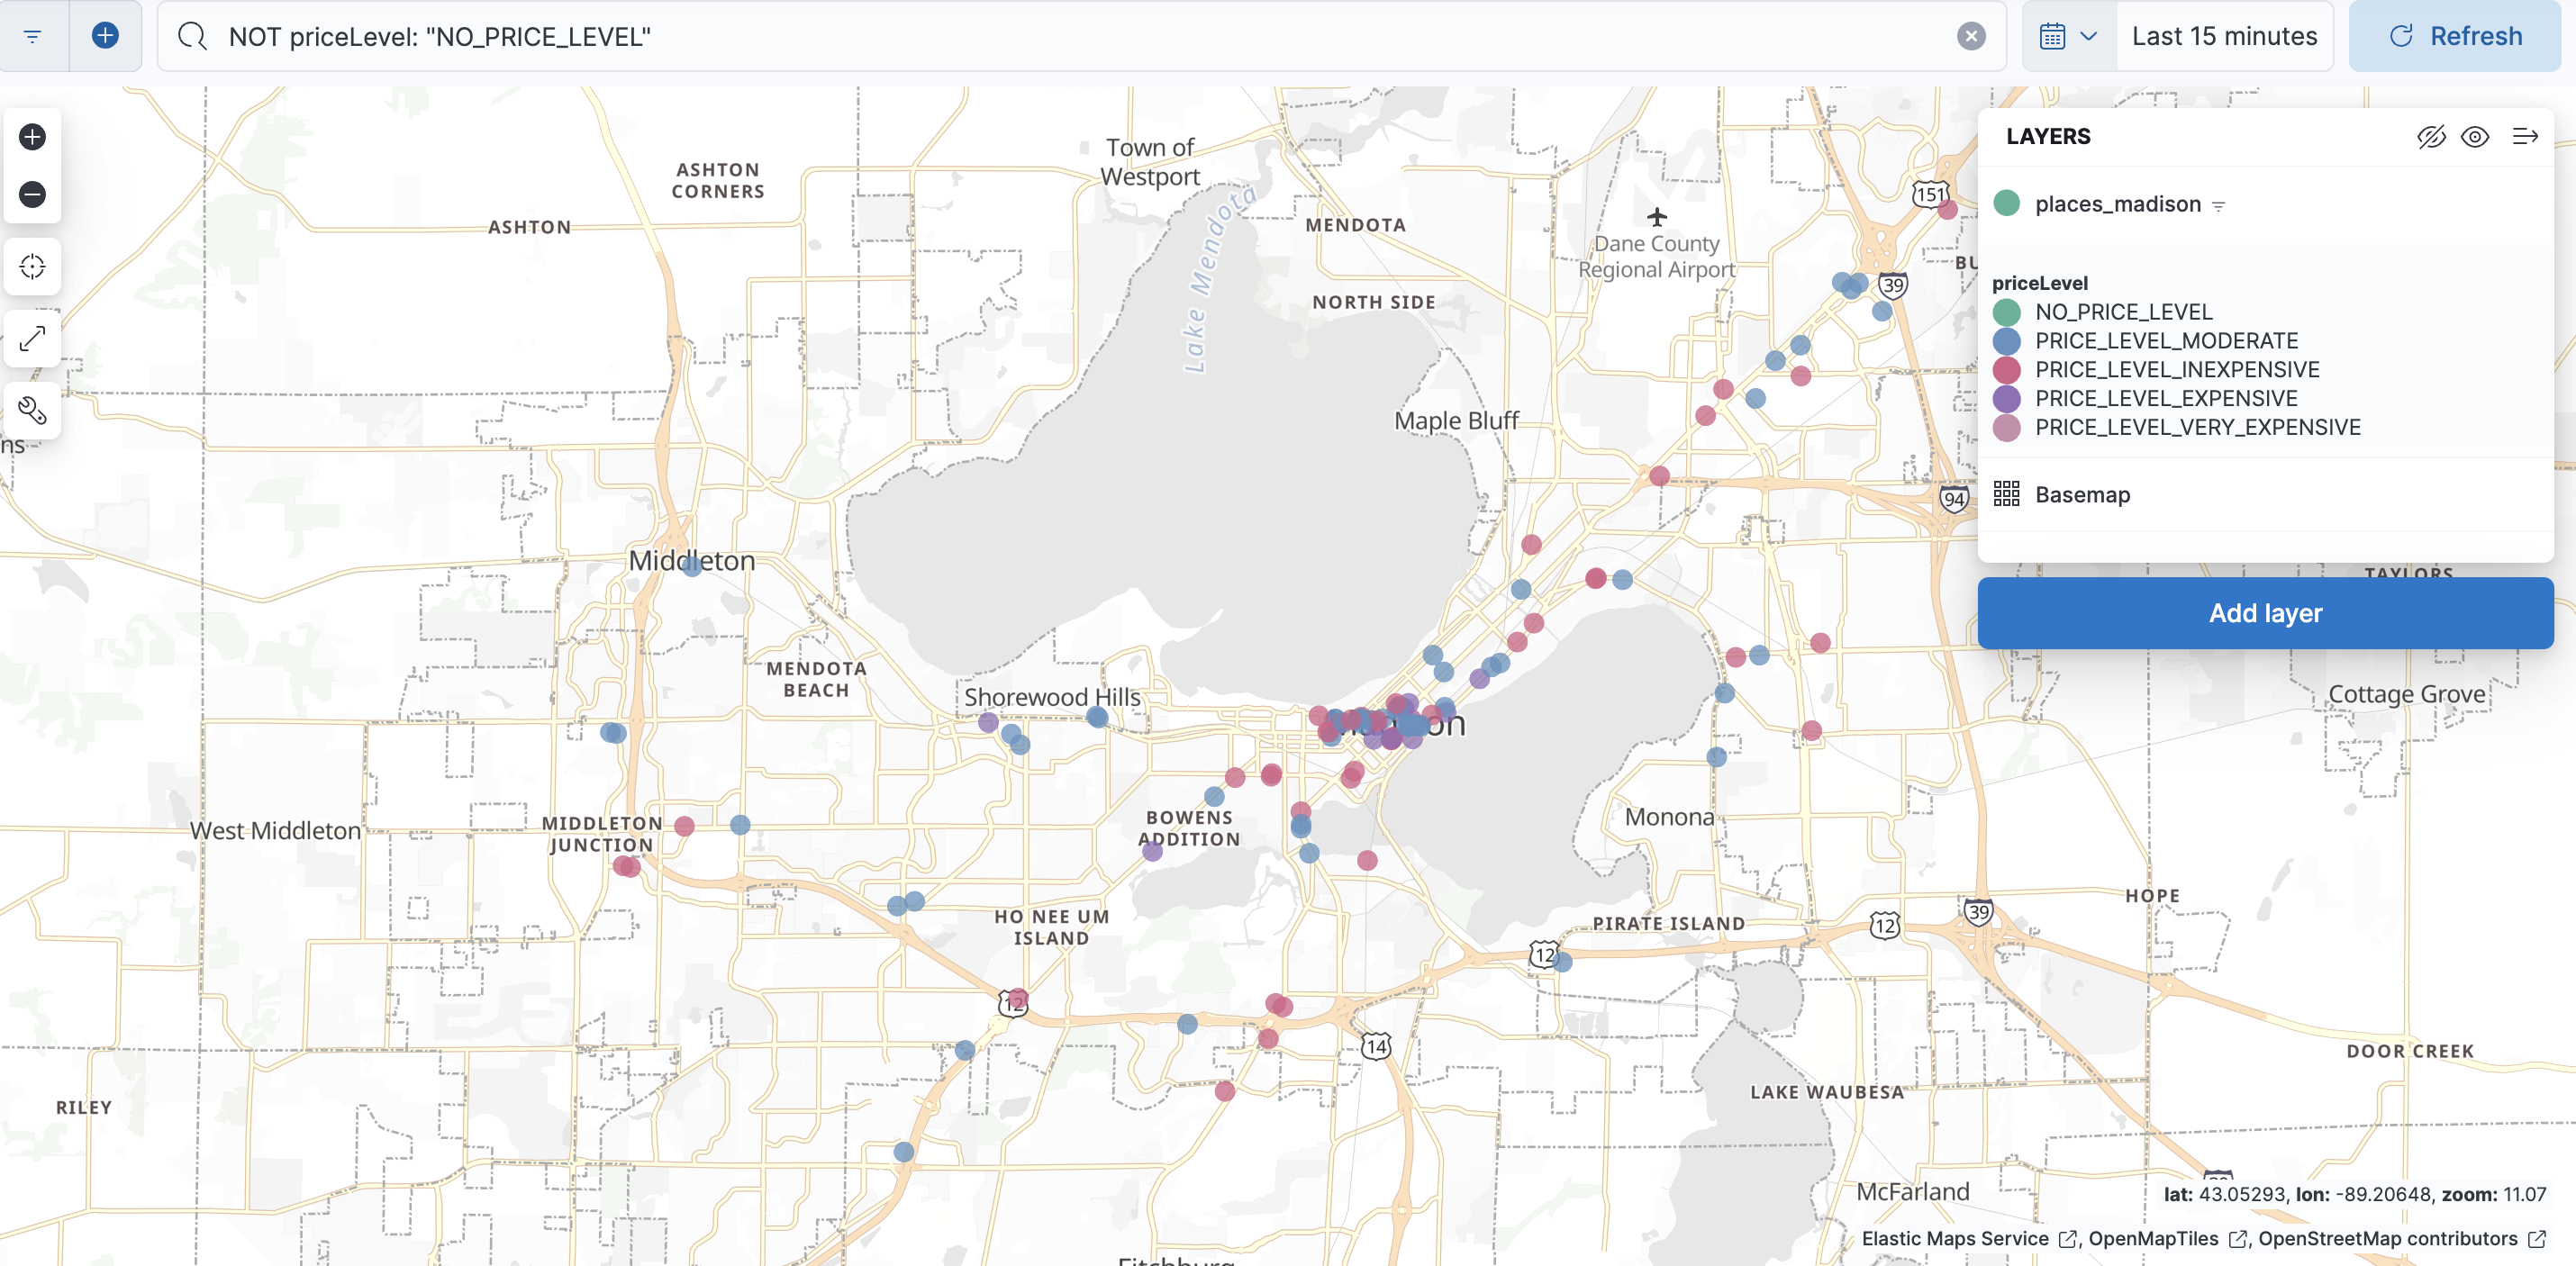 NOT priceLevel: "NO_PRICE_LEVEL"
Last 15 minutes
Refresh
LAYERS
places_madison
priceLevel
NO_PRICE_LEVEL
PRICE_LEVEL_MODERATE
PRICE_LEVEL_INEXPENSIVE
PRICE_LEVEL_EXPENSIVE
PRICE_LEVEL_VERY_EXPENSIVE
Basemap
Add layer
Town of
Westport
ASHTON
CORNERS
ASHTON
Lake Mendota
MENDOTA
NORTH SIDE
Dane County
Regional Airport
151
39
BU
Maple Bluff
ns
94
Middleton
TAYLORS
MENDOTA
BEACH
Shorewood Hills
on
Cottage Grove
West Middleton
MIDDLETON
JUNCTION
BOWENS
ADDITION
Monona
HOPE
HO NEE UM
ISLAND
PIRATE ISLAND
12
39
12
12
14
DOOR CREEK
LAKE WAUBESA
RILEY
McFarland
Fitchburg
lat: 43.05293, lon: -89.20648, zoom: 11.07
Elastic Maps Service , OpenMapTiles , OpenStreetMap contributors